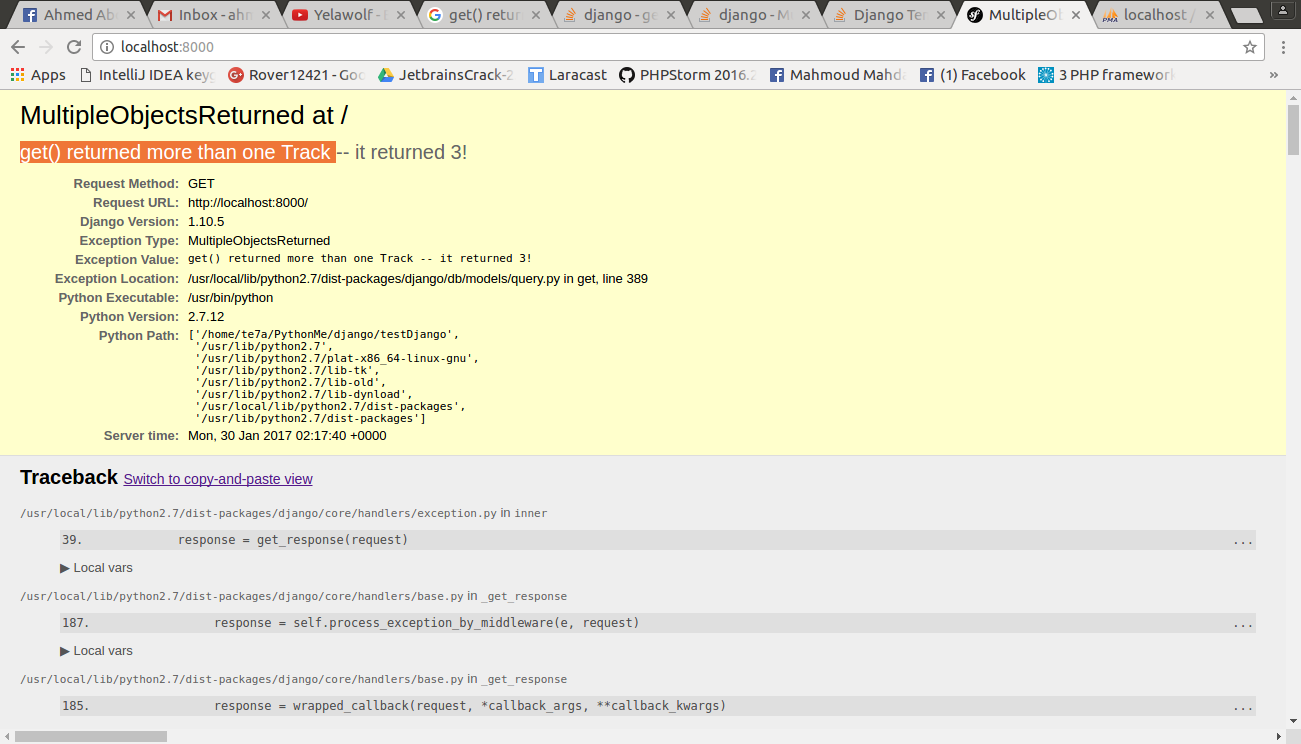 Ahmed Abo
Inbox - ahm
Yelawolf - 
get() retur
django - ge
django - M
Django Te
MultipleOb
localhost /
localhost:8000
Apps
IntelliJ IDEA keyg
Rover12421 - Goo
JetbrainsCrack-2
Laracast
PHPStorm 2016.2
Mahmoud Mahda
(1) Facebook
3 PHP framework
»
MultipleObjectsReturned at /
get() returned more than one Track -- it returned 3!
Request Method: GET
Request URL: http://localhost:8000/
Django Version: 1.10.5
Exception Type: MultipleObjectsReturned
Exception Value: get() returned more than one Track -- it returned 3!
Exception Location: /usr/local/lib/python2.7/dist-packages/django/db/models/query.py in get, line 389
Python Executable: /usr/bin/python
Python Version: 2.7.12
Python Path: ['/home/te7a/PythonMe/django/testDjango',
'/usr/lib/python2.7',
'/usr/lib/python2.7/plat-x86_64-linux-gnu',
'/usr/lib/python2.7/lib-tk',
'/usr/lib/python2.7/lib-old',
'/usr/lib/python2.7/lib-dynload',
'/usr/local/lib/python2.7/dist-packages',
'/usr/lib/python2.7/dist-packages']
Server time: Mon, 30 Jan 2017 02:17:40 +0000
Traceback Switch to copy-and-paste view
/usr/local/lib/python2.7/dist-packages/django/core/handlers/exception.py in inner
39. response = get_response(request) ...
▶ Local vars
/usr/local/lib/python2.7/dist-packages/django/core/handlers/base.py in _get_response
187. response = self.process_exception_by_middleware(e, request) ...
▶ Local vars
/usr/local/lib/python2.7/dist-packages/django/core/handlers/base.py in _get_response
185. response = wrapped_callback(request, *callback_args, **callback_kwargs) ...